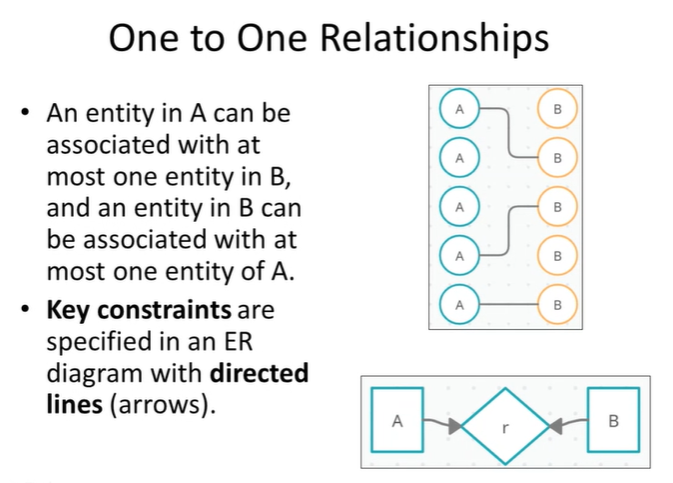 One to One Relationships
• An entity in A can be
associated with at
most one entity in B,
and an entity in B can
be associated with at
most one entity of A.
• Key constraints are
specified in an ER
diagram with directed
lines (arrows).
A B
A B
A B
A B
A B
A r B